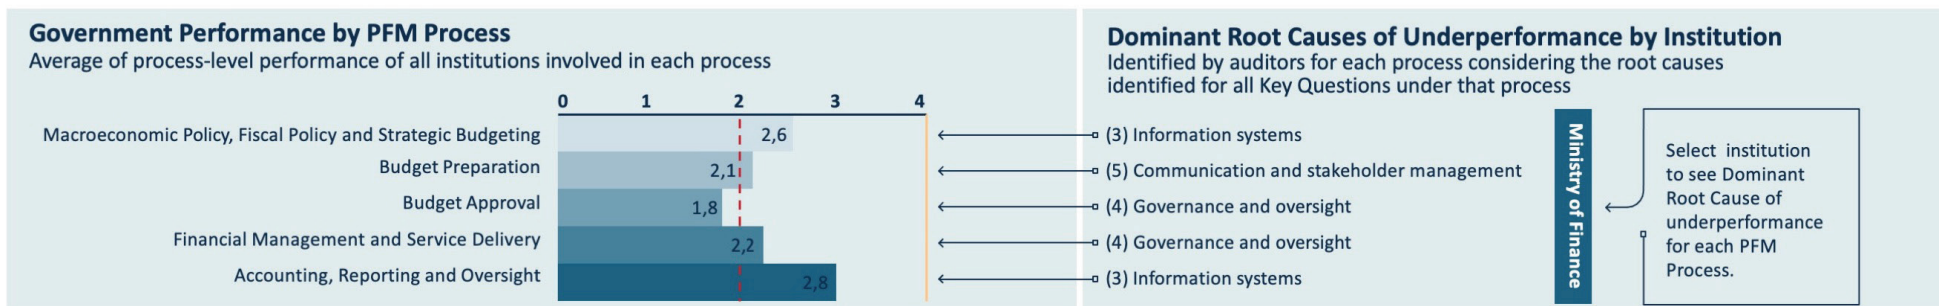 Government Performance by PFM Process
Average of process-level performance of all institutions involved in each process
0 1 2 3 4
Macroeconomic Policy, Fiscal Policy and Strategic Budgeting 2,6
Budget Preparation 2,1
Budget Approval 1,8
Financial Management and Service Delivery 2,2
Accounting, Reporting and Oversight 2,8
Dominant Root Causes of Underperformance by Institution
Identified by auditors for each process considering the root causes
identified for all Key Questions under that process
(3) Information systems
(5) Communication and stakeholder management
(4) Governance and oversight
(4) Governance and oversight
(3) Information systems
Ministry of Finance
Select institution
to see Dominant
Root Cause of
underperformance
for each PFM
Process.